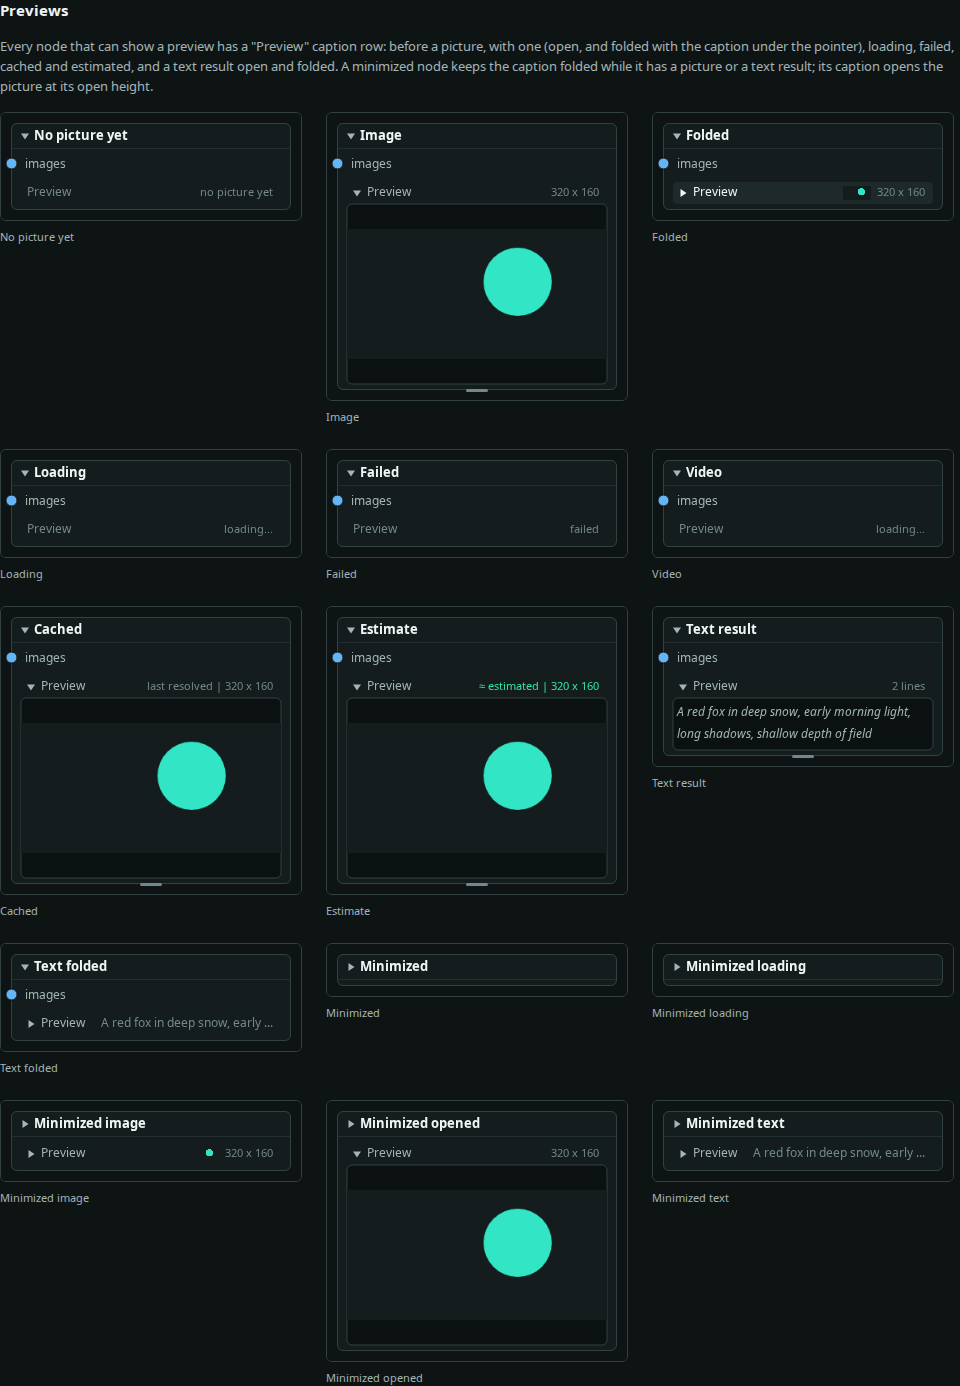 Previews
Every node that can show a preview has a "Preview" caption row: before a picture, with one (open, and folded with the caption under the pointer), loading, failed,
cached and estimated, and a text result open and folded. A minimized node keeps the caption folded while it has a picture or a text result; its caption opens the
picture at its open height.
No picture yet
images
Preview no picture yet
No picture yet
Image
images
Preview 320 x 160
Image
Folded
images
Preview 320 x 160
Folded
Loading
images
Preview loading...
Loading
Failed
images
Preview failed
Failed
Video
images
Preview loading...
Video
Cached
images
Preview last resolved | 320 x 160
Cached
Estimate
images
Preview ≈ estimated | 320 x 160
Estimate
Text result
images
Preview 2 lines
A red fox in deep snow, early morning light,
long shadows, shallow depth of field
Text result
Text folded
images
Preview A red fox in deep snow, early ...
Text folded
Minimized
Minimized
Minimized loading
Minimized loading
Minimized image
Preview 320 x 160
Minimized image
Minimized opened
Preview 320 x 160
Minimized opened
Minimized text
Preview A red fox in deep snow, early ...
Minimized text